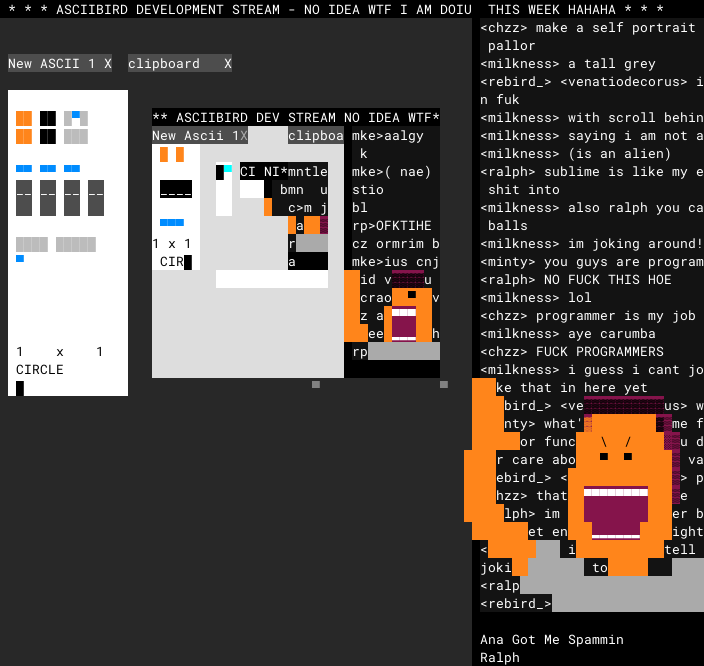 * * * ASCIIBIRD DEVELOPMENT STREAM - NO IDEA WTF I AM DOIU  THIS WEEK HAHAHA * * *
New ASCII 1 X  clipboard   X
1    x    1
CIRCLE
** ASCIIBIRD DEV STREAM NO IDEA WTF*
New Ascii 1X     clipboa
CI NI*mntle
bmn  u
c>m j
a
r
a
1 x 1
CIR
mke>aalgy
k
mke>( nae)
stio
bl
rp>OFKTIHE
cz ormrim b
mke>ius cnj
id v    u
crao    v
z a
ee    h
rp
<chzz> make a self portrait
pallor
<milkness> a tall grey
<rebird_> <venatiodecorus> i
n fuk
<milkness> with scroll behin
<milkness> saying i am not a
<milkness> (is an alien)
<ralph> sublime is like my e
shit into
<milkness> also ralph you ca
balls
<milkness> im joking around!
<minty> you guys are program
<ralph> NO FUCK THIS HOE
<milkness> lol
<chzz> programmer is my job
<milkness> aye carumba
<chzz> FUCK PROGRAMMERS
<milkness> i guess i cant jo
ke that in here yet
bird_> <ve          us> w
nty> what'          me f
or func          u d
r care abo          va
ebird_> <          > p
hzz> that          e
lph> im          er b
et en          ight
<          i          tell
joki          to
<ralp
<rebird_>
Ana Got Me Spammin
Ralph